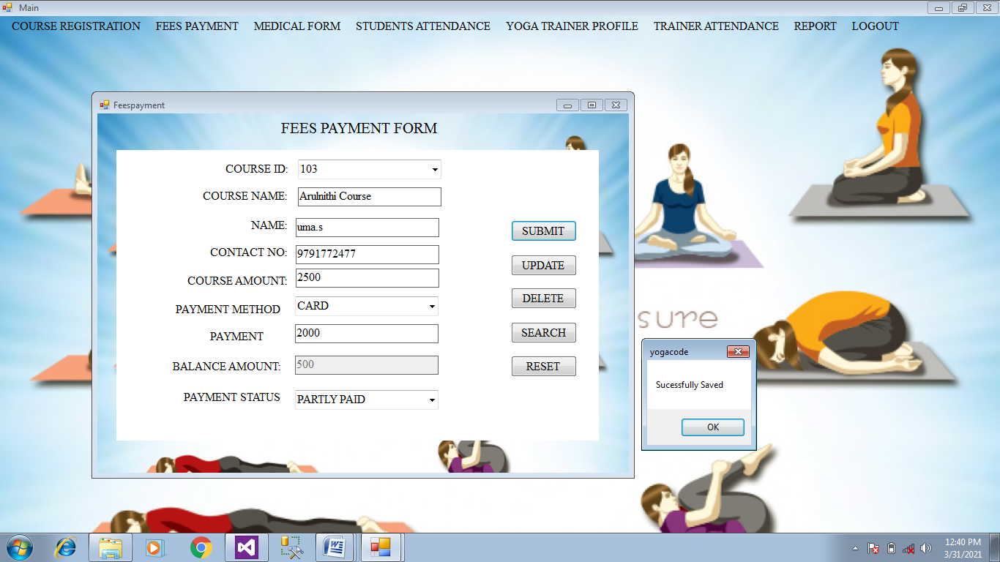 Main
COURSE REGISTRATION FEES PAYMENT MEDICAL FORM STUDENTS ATTENDANCE YOGA TRAINER PROFILE TRAINER ATTENDANCE REPORT LOGOUT
Feespayment
FEES PAYMENT FORM
COURSE ID: 103
COURSE NAME: Arulnithi Course
NAME: uma.s
CONTACT NO: 9791772477
COURSE AMOUNT: 2500
PAYMENT METHOD CARD
PAYMENT 2000
BALANCE AMOUNT: 500
PAYMENT STATUS PARTLY PAID
SUBMIT
UPDATE
DELETE
SEARCH
RESET
sure
yogacode
Sucessfully Saved
OK
12:40 PM
3/31/2021